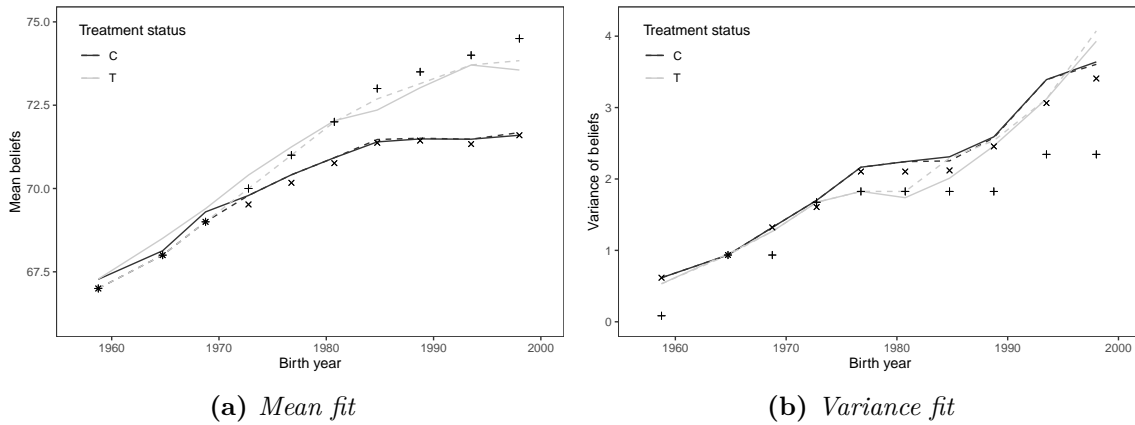 75.0
72.5
70.0
67.5
Mean beliefs
Treatment status
C
T
1960 1970 1980 1990 2000
Birth year
(a) Mean fit
4
3
2
1
0
Variance of beliefs
Treatment status
C
T
1960 1970 1980 1990 2000
Birth year
(b) Variance fit